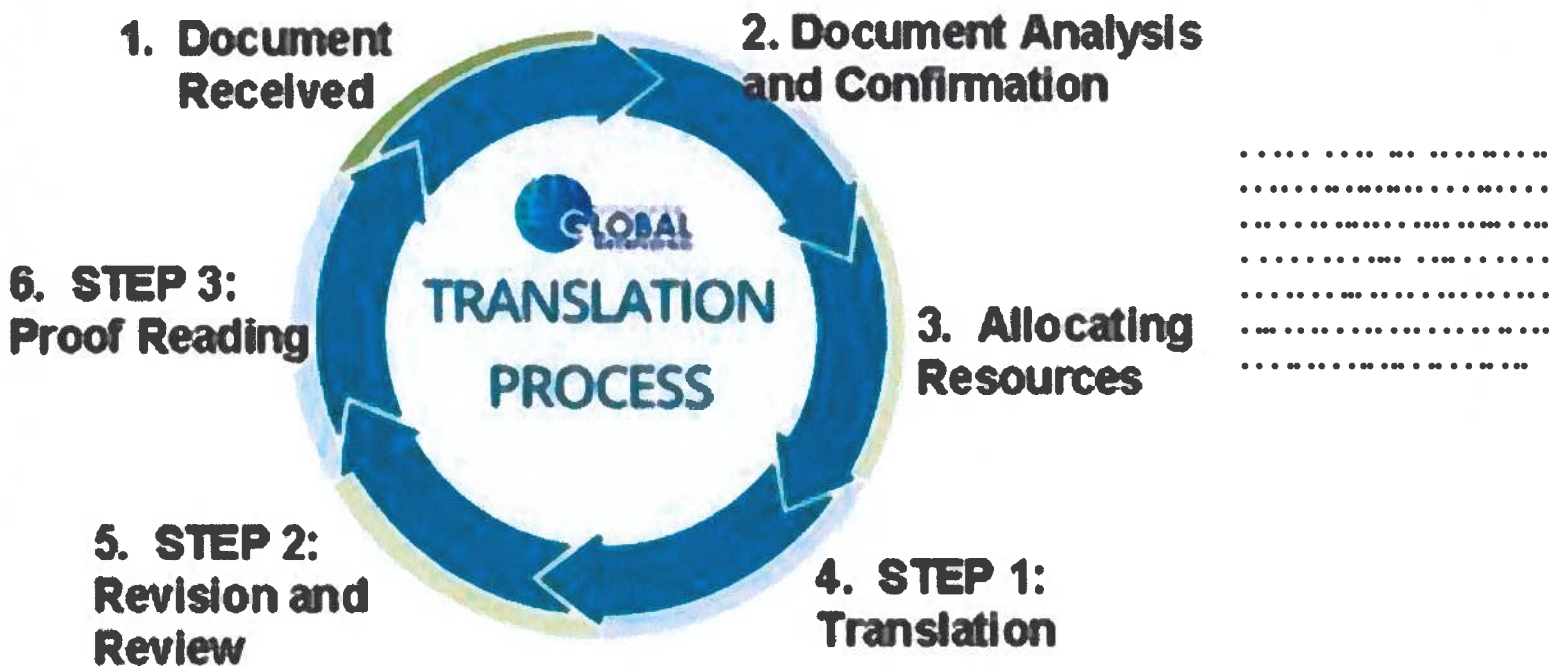 1. Document
Received
2. Document Analysis
and Confirmation
3. Allocating
Resources
4. STEP 1:
Translation
5. STEP 2:
Revision and
Review
6. STEP 3:
Proof Reading
GLOBAL
TRANSLATION
PROCESS